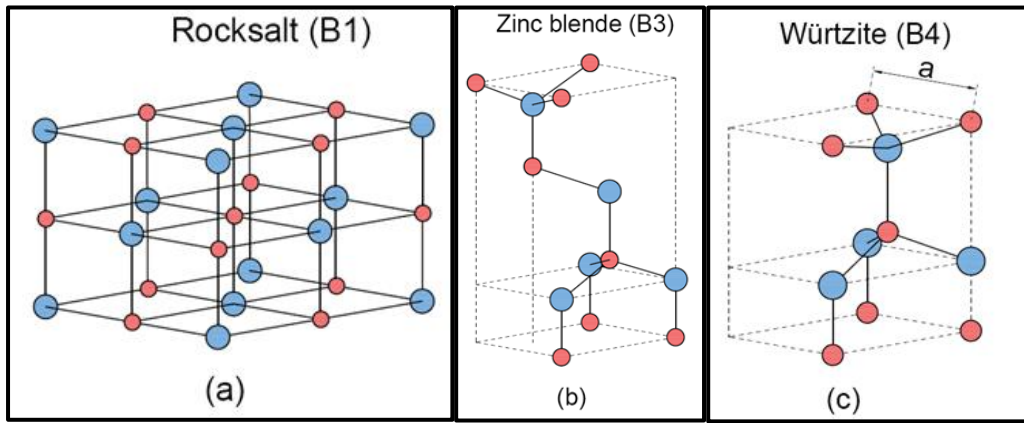 Rocksalt (B1)
(a)
Zinc blende (B3)
(b)
Würtzite (B4)
a
(c)